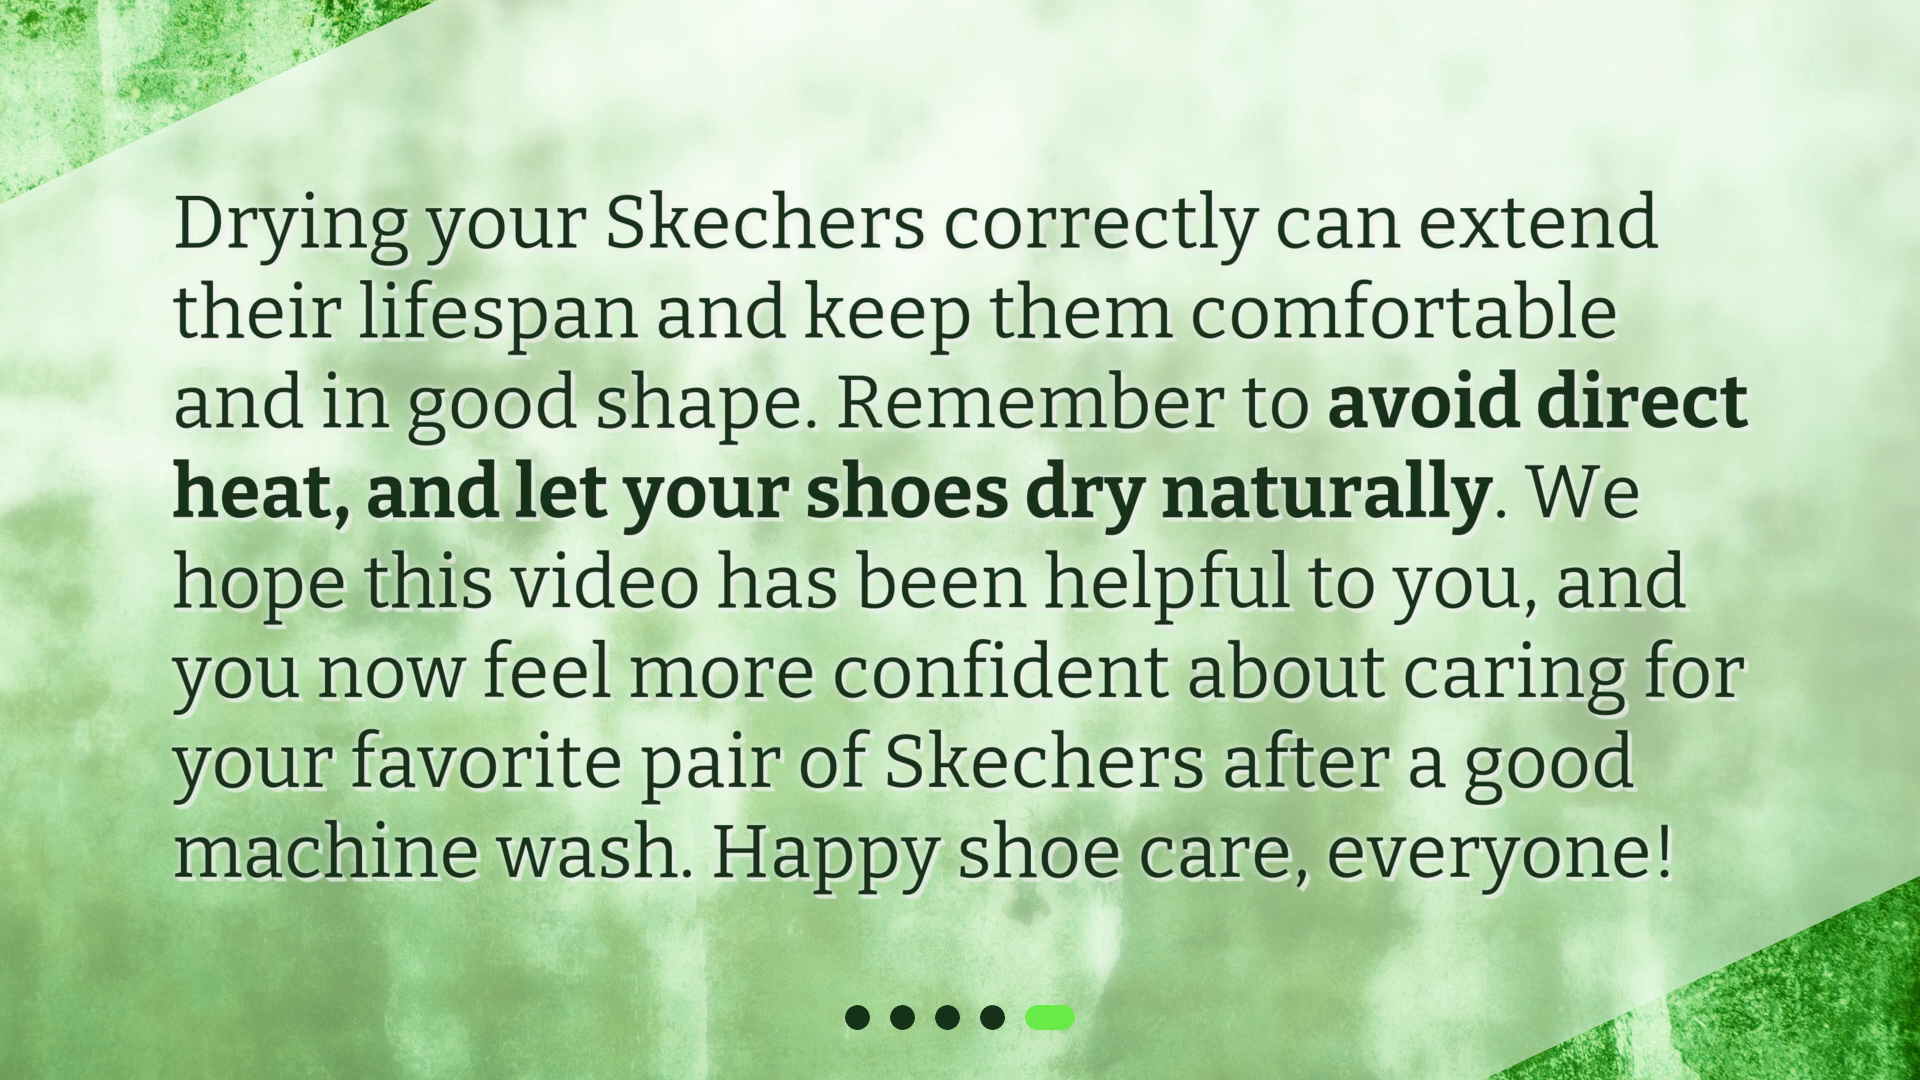 Drying your Skechers correctly can extend
their lifespan and keep them comfortable
and in good shape. Remember to avoid direct
heat, and let your shoes dry naturally. We
hope this video has been helpful to you, and
you now feel more confident about caring for
your favorite pair of Skechers after a good
machine wash. Happy shoe care, everyone!